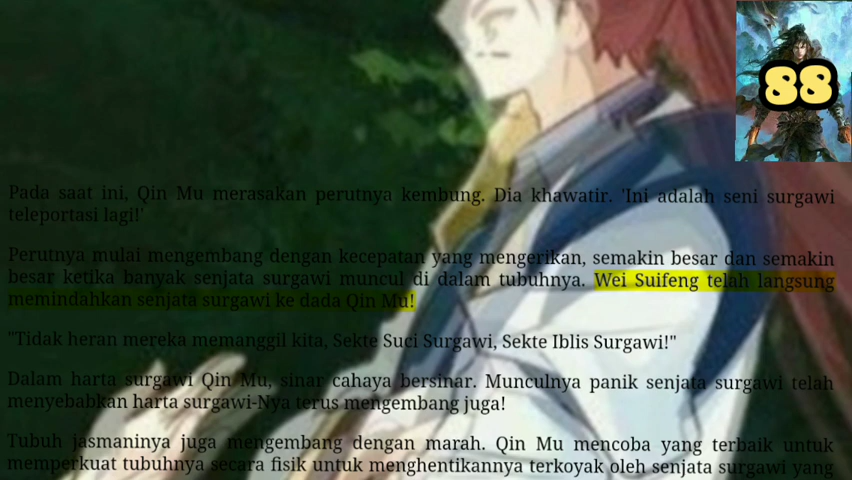 88
Pada saat ini, Qin Mu merasakan perutnya kembung. Dia khawatir. 'Ini adalah seni surgawi
teleportasi lagi!'
Perutnya mulai mengembang dengan kecepatan yang mengerikan, semakin besar dan semakin
besar ketika banyak senjata surgawi muncul di dalam tubuhnya. Wei Suifeng telah langsung
memindahkan senjata surgawi ke dada Qin Mu!
"Tidak heran mereka memanggil kita, Sekte Suci Surgawi, Sekte Iblis Surgawi!"
Dalam harta surgawi Qin Mu, sinar cahaya bersinar. Munculnya panik senjata surgawi telah
menyebabkan harta surgawi-Nya terus mengembang juga!
Tubuh jasmaninya juga mengembang dengan marah. Qin Mu mencoba yang terbaik untuk
memperkuat tubuhnya secara fisik untuk menghentikannya terkoyak oleh senjata surgawi yang